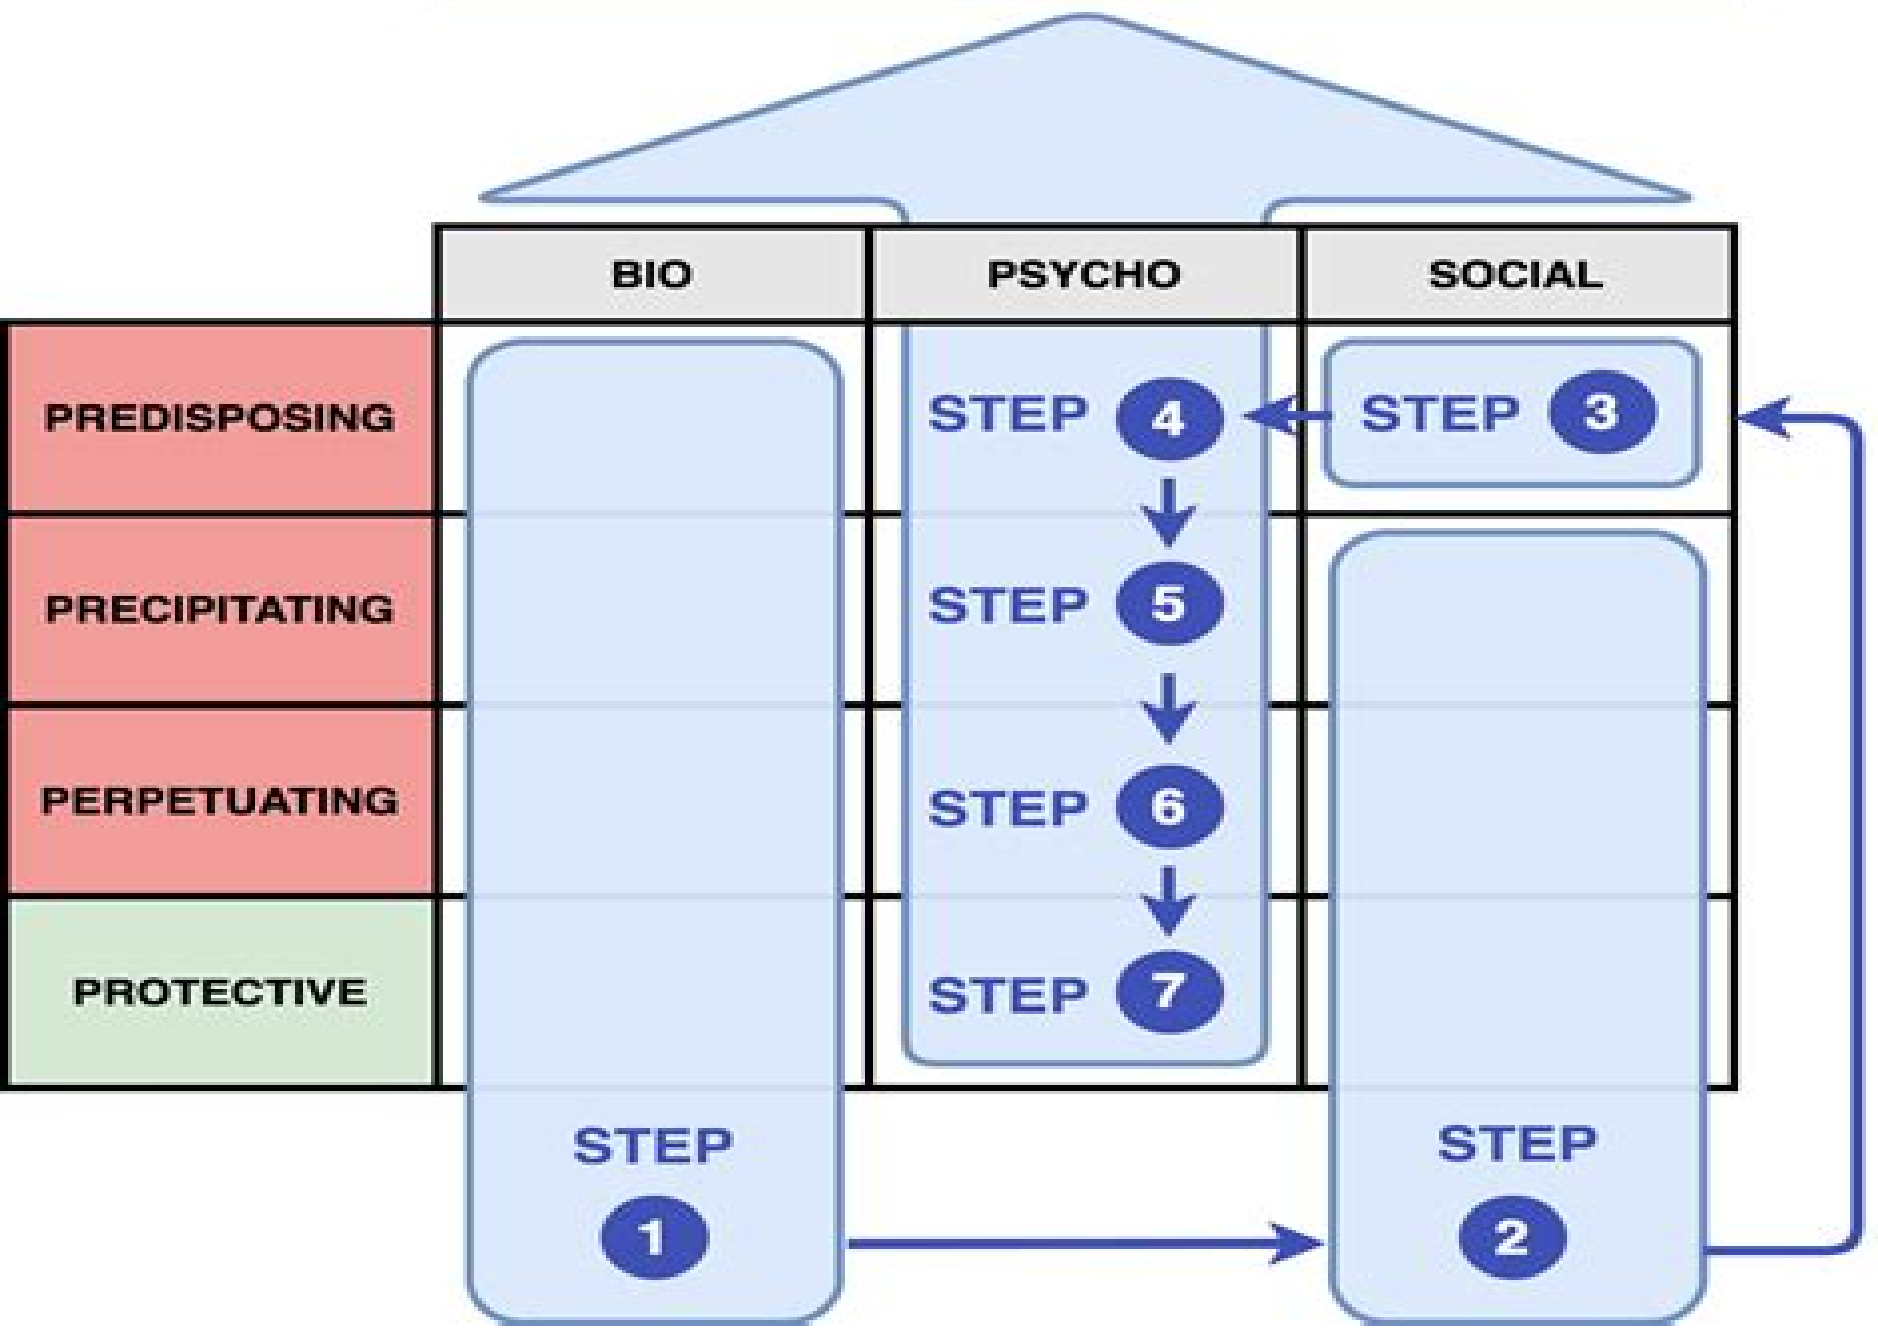 BIO PSYCHO SOCIAL
PREDISPOSING STEP 4 STEP 3
PRECIPITATING STEP 5
PERPETUATING STEP 6
PROTECTIVE STEP 7
STEP STEP
1 2